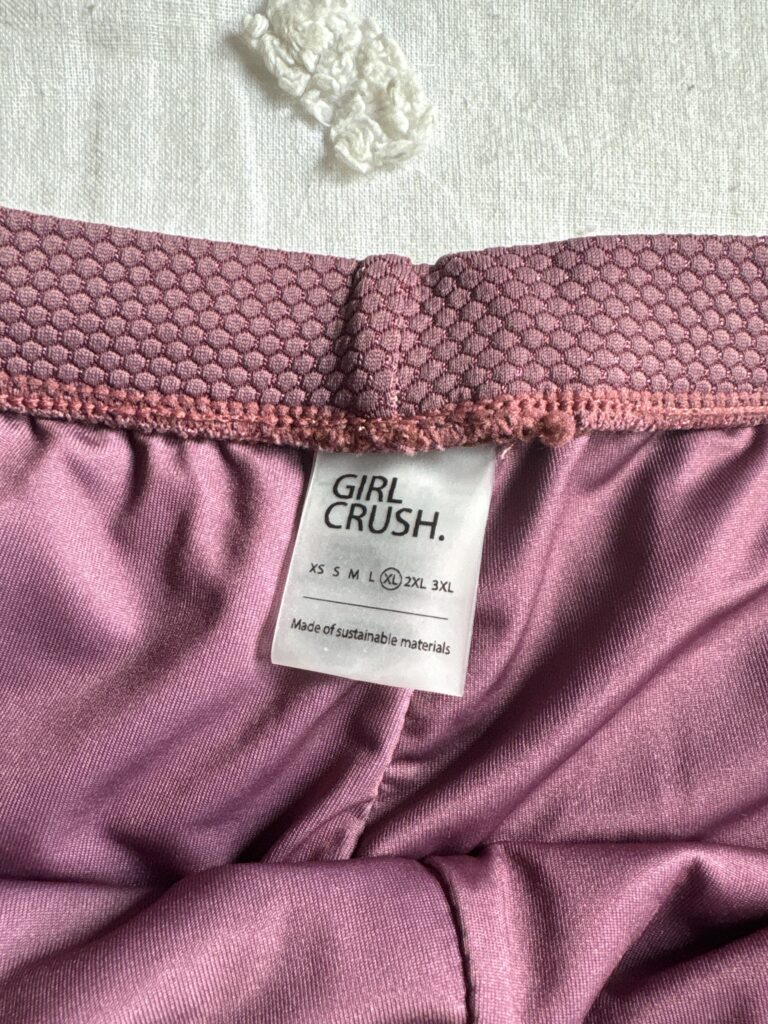 GIRL
CRUSH.
XS S M L XL 2XL 3XL
Made of sustainable materials